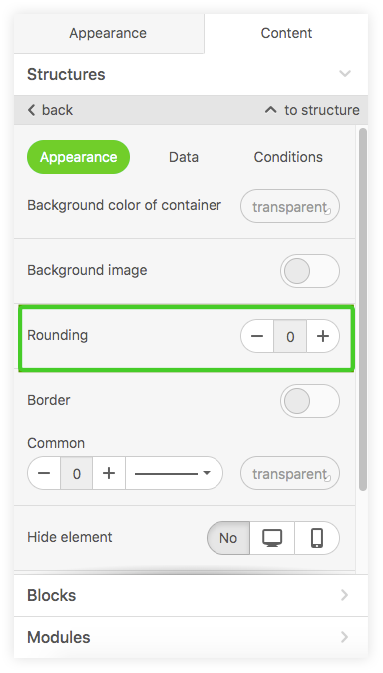 Appearance Content
Structures
back to structure
Appearance Data Conditions
Background color of container transparent
Background image
Rounding − 0 +
Border
Common
− 0 + transparent
Hide element No
Blocks
Modules